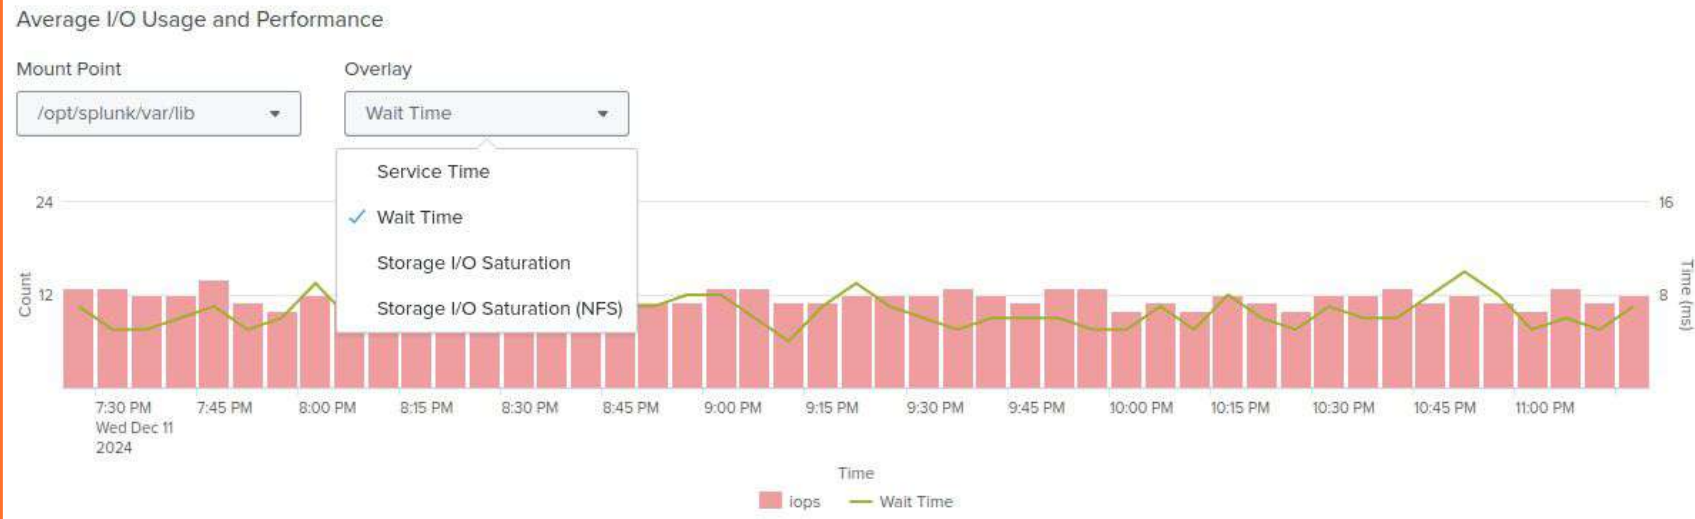 Average I/O Usage and Performance
Mount Point
Overlay
/opt/splunk/var/lib
Wait Time
Service Time
Wait Time
Storage I/O Saturation
Storage I/O Saturation (NFS)
24
16
12
8
Count
Time (ms)
7:30 PM 7:45 PM 8:00 PM 8:15 PM 8:30 PM 8:45 PM 9:00 PM 9:15 PM 9:30 PM 9:45 PM 10:00 PM 10:15 PM 10:30 PM 10:45 PM 11:00 PM
Wed Dec 11
2024
Time
iops Wait Time